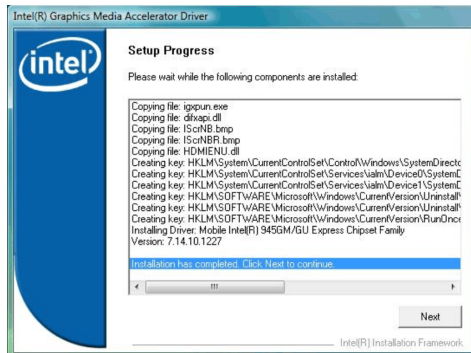 Intel(R) Graphics Media Accelerator Driver
intel
Setup Progress
Please wait while the following components are installed:
Copying file: igxpun.exe
Copying file: difxapi.dll
Copying file: IScrNB.bmp
Copying file: IScrNBR.bmp
Copying file: HDMIENU.dll
Creating key: HKLM\System\CurrentControlSet\Control\Windows\SystemDirecto
Creating key: HKLM\System\CurrentControlSet\Services\ialm\Device0\SystemD
Creating key: HKLM\System\CurrentControlSet\Services\ialm\Device1\SystemD
Creating key: HKLM\SOFTWARE\Microsoft\Windows\CurrentVersion\Uninstall\
Creating key: HKLM\SOFTWARE\Microsoft\Windows\CurrentVersion\Uninstall\
Creating key: HKLM\SOFTWARE\Microsoft\Windows\CurrentVersion\RunOnce
Installing Driver: Mobile Intel(R) 945GM/GU Express Chipset Family
Version: 7.14.10.1227
Installation has completed. Click Next to continue.
Next
Intel(R) Installation Framework